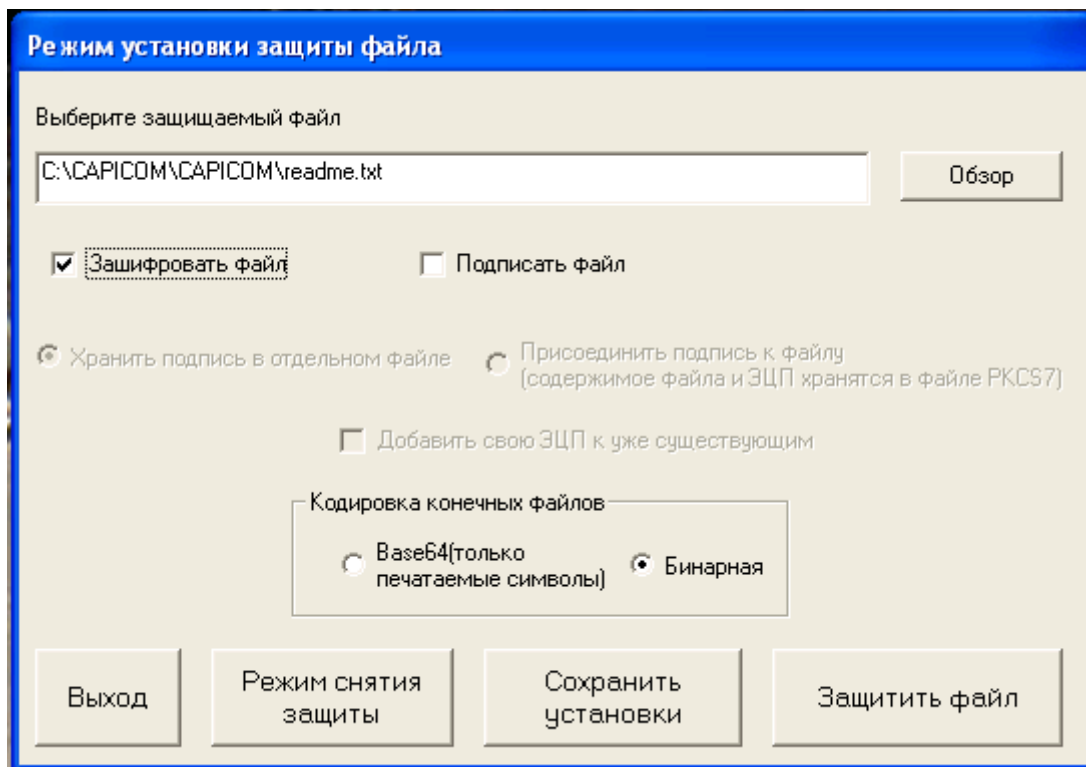 Режим установки защиты файла
Выберите защищаемый файл
C:\CAPICOM\CAPICOM\readme.txt
Обзор
Зашифровать файл
Подписать файл
Хранить подпись в отдельном файле
Присоединить подпись к файлу
(содержимое файла и ЭЦП хранятся в файле PKCS7)
Добавить свою ЭЦП к уже существующим
Кодировка конечных файлов
Base64(только
печатаемые символы)
Бинарная
Выход
Режим снятия
защиты
Сохранить
установки
Защитить файл